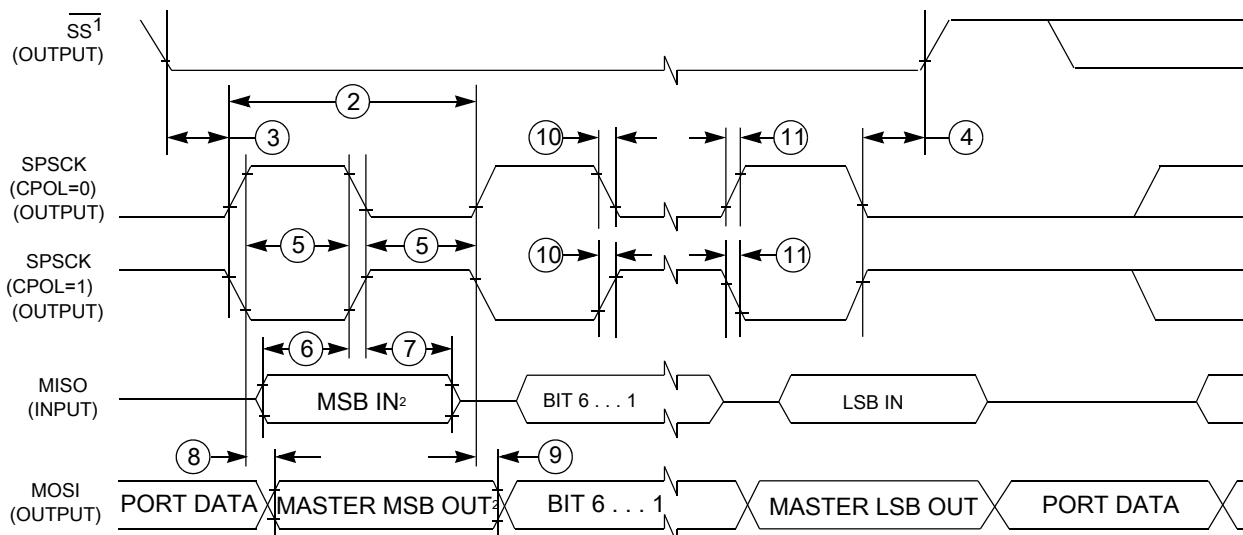 SS1
(OUTPUT)
2
3
10
11
4
SPSCK
(CPOL=0)
(OUTPUT)
5
5
SPSCK
(CPOL=1)
(OUTPUT)
10
11
6
7
MISO
(INPUT)
MSB IN2
BIT 6 . . . 1
LSB IN
8
9
MOSI
(OUTPUT)
PORT DATA
MASTER MSB OUT2
BIT 6 . . . 1
MASTER LSB OUT
PORT DATA